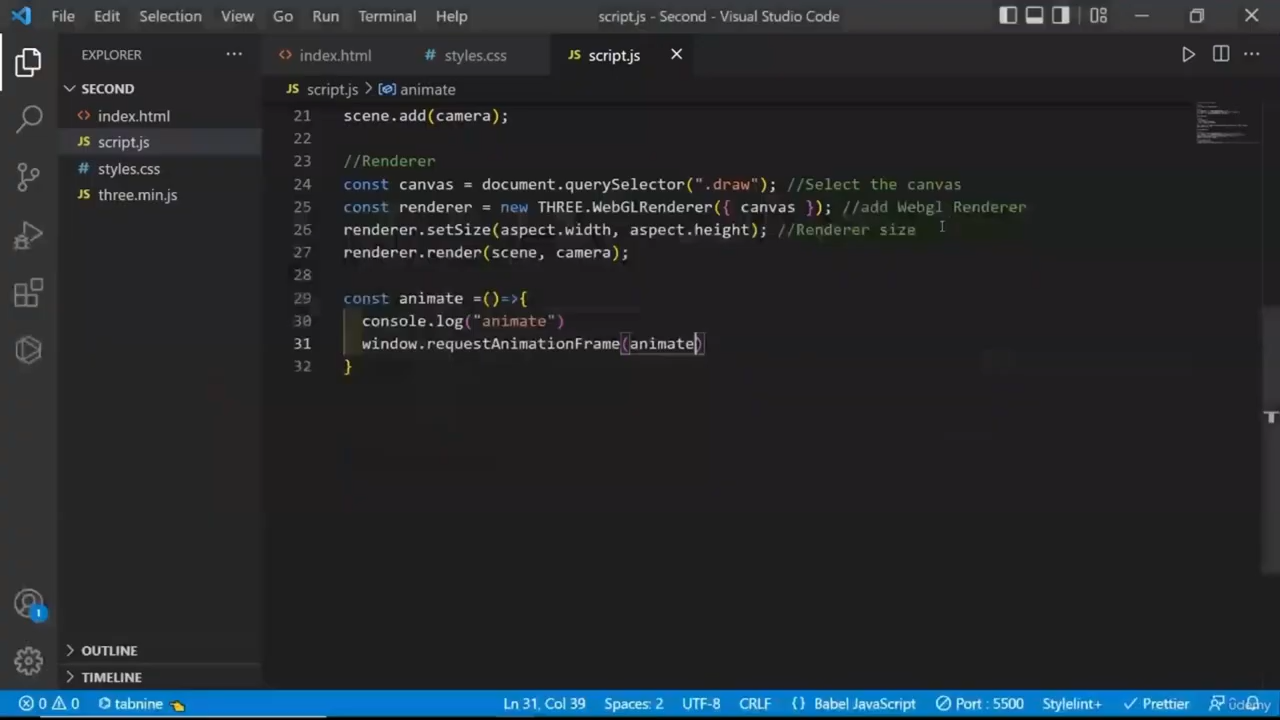 File Edit Selection View Go Run Terminal Help script.js - Second - Visual Studio Code
EXPLORER
SECOND
index.html
script.js
styles.css
three.min.js
OUTLINE
TIMELINE
index.html styles.css script.js
script.js > animate
21 scene.add(camera);
22
23 //Renderer
24 const canvas = document.querySelector(".draw"); //Select the canvas
25 const renderer = new THREE.WebGLRenderer({ canvas }); //add Webgl Renderer
26 renderer.setSize(aspect.width, aspect.height); //Renderer size
27 renderer.render(scene, camera);
28
29 const animate =()=>{
30 console.log("animate")
31 window.requestAnimationFrame(animate)
32 }
1
0 0 tabnine Ln 31, Col 39 Spaces: 2 UTF-8 CRLF {} Babel JavaScript Port : 5500 Stylelint+ Prettier
udemy